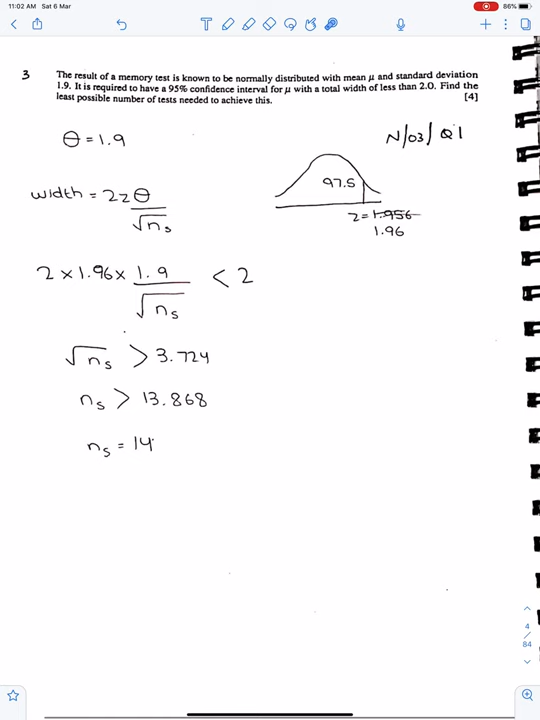 11:02 AM Sat 6 Mar
86%
3 The result of a memory test is known to be normally distributed with mean μ and standard deviation
1.9. It is required to have a 95% confidence interval for μ with a total width of less than 2.0. Find the
least possible number of tests needed to achieve this. [4]
N/03/Q1
θ = 1.9
97.5
z = 1.956
1.96
width = 2zθ
√nₛ
2 × 1.96 × 1.9 < 2
√nₛ
√nₛ > 3.724
nₛ > 13.868
nₛ = 14
4
/
84